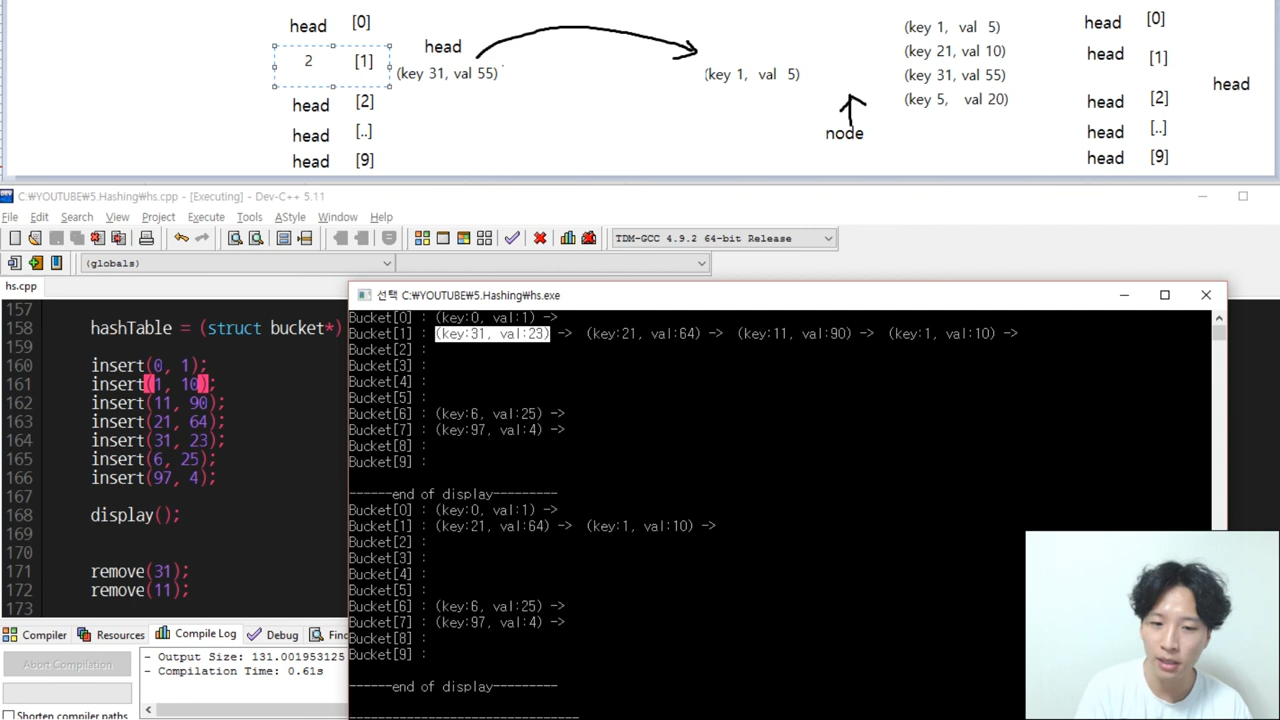 head [0]
2 [1]
head
(key 31, val 55)
head [2]
head [..]
head [9]
(key 1, val 5)
node
(key 1, val 5)
(key 21, val 10)
(key 31, val 55)
(key 5, val 20)
head [0]
head [1]
head
head [2]
head [..]
head [9]
C:₩YOUTUBE₩5.Hashing₩hs.cpp - [Executing] - Dev-C++ 5.11
File Edit Search View Project Execute Tools AStyle Window Help
TDM-GCC 4.9.2 64-bit Release
(globals)
hs.cpp
157
158 hashTable = (struct bucket*)
159
160 insert(0, 1);
161 insert(1, 10);
162 insert(11, 90);
163 insert(21, 64);
164 insert(31, 23);
165 insert(6, 25);
166 insert(97, 4);
167
168 display();
169
170
171 remove(31);
172 remove(11);
173
Compiler Resources Compile Log Debug
Abort Compilation
Shorten compiler paths
- Output Size: 131.001953125
- Compilation Time: 0.61s
선택 C:₩YOUTUBE₩5.Hashing₩hs.exe
Bucket[0] : (key:0, val:1) ->
Bucket[1] : (key:31, val:23) -> (key:21, val:64) -> (key:11, val:90) -> (key:1, val:10) ->
Bucket[2] :
Bucket[3] :
Bucket[4] :
Bucket[5] :
Bucket[6] : (key:6, val:25) ->
Bucket[7] : (key:97, val:4) ->
Bucket[8] :
Bucket[9] :
------end of display---------
Bucket[0] : (key:0, val:1) ->
Bucket[1] : (key:21, val:64) -> (key:1, val:10) ->
Bucket[2] :
Bucket[3] :
Bucket[4] :
Bucket[5] :
Bucket[6] : (key:6, val:25) ->
Bucket[7] : (key:97, val:4) ->
Bucket[8] :
Bucket[9] :
------end of display---------